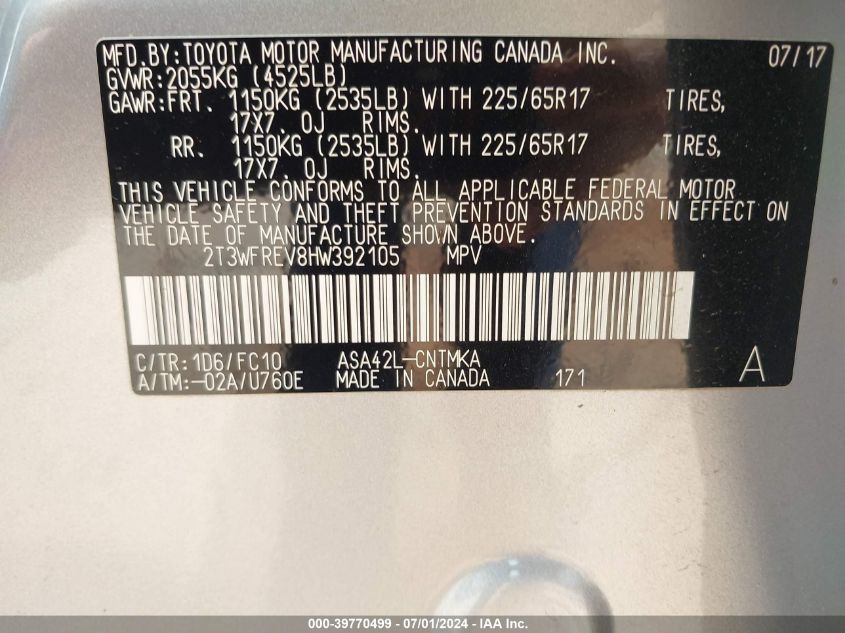 MFD.BY:TOYOTA MOTOR MANUFACTURING CANADA INC. 07/17
GVWR:2055KG (4525LB)
GAWR:FRT. 1150KG (2535LB) WITH 225/65R17 TIRES,
17X7. 0J RIMS.
RR. 1150KG (2535LB) WITH 225/65R17 TIRES,
17X7. 0J RIMS.
THIS VEHICLE CONFORMS TO ALL APPLICABLE FEDERAL MOTOR
VEHICLE SAFETY AND THEFT PREVENTION STANDARDS IN EFFECT ON
THE DATE OF MANUFACTURE SHOWN ABOVE.
2T3WFREV8HW392105 MPV
C/TR:1D6/FC10 ASA42L-CNTMKA
A/TM:-02A/U760E MADE IN CANADA 171 A
000-39770499 - 07/01/2024 - IAA Inc.